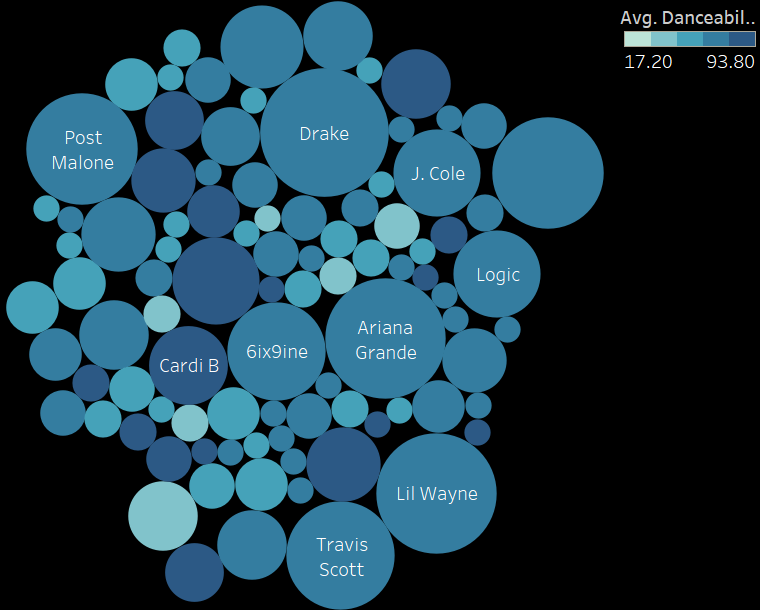 Avg. Danceabil..
17.20 93.80
Post
Malone
Drake
J. Cole
Logic
Ariana
Grande
6ix9ine
Cardi B
Lil Wayne
Travis
Scott